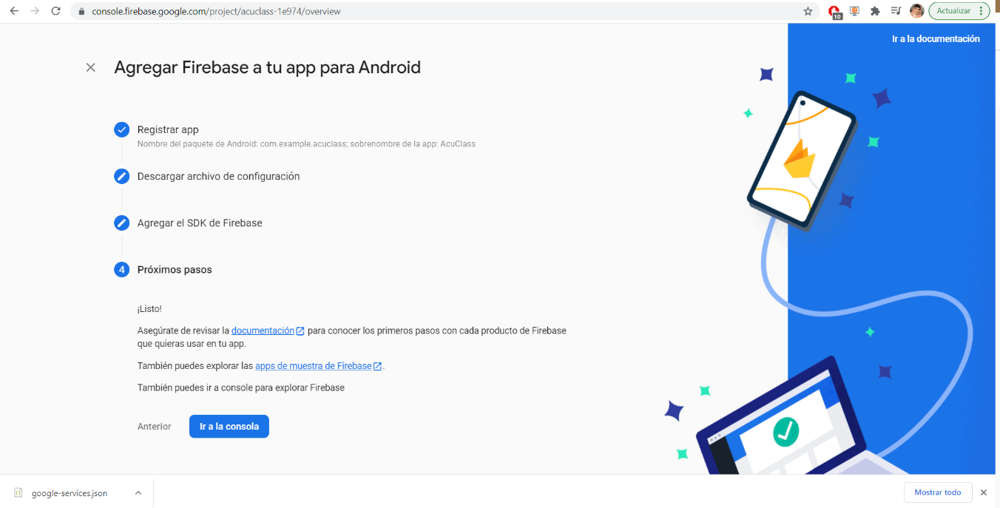 console.firebase.google.com/project/acuclass-1e974/overview
10
Actualizar
Ir a la documentación
Agregar Firebase a tu app para Android
Registrar app
Nombre del paquete de Android: com.example.acuclass; sobrenombre de la app: AcuClass
Descargar archivo de configuración
Agregar el SDK de Firebase
4 Próximos pasos
¡Listo!
Asegúrate de revisar la documentación para conocer los primeros pasos con cada producto de Firebase
que quieras usar en tu app.
También puedes explorar las apps de muestra de Firebase.
También puedes ir a console para explorar Firebase
Anterior
Ir a la consola
google-services.json
Mostrar todo